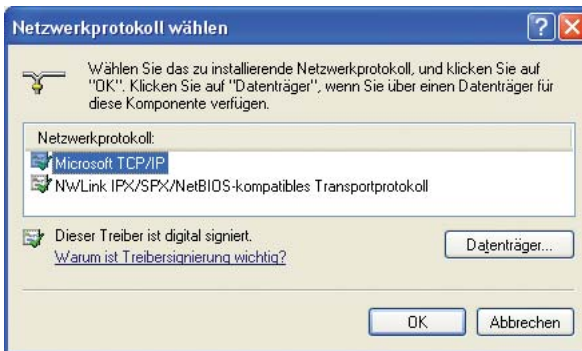 Netzwerkprotokoll wählen
Wählen Sie das zu installierende Netzwerkprotokoll, und klicken Sie auf
"OK". Klicken Sie auf "Datenträger", wenn Sie über einen Datenträger für
diese Komponente verfügen.
Netzwerkprotokoll:
Microsoft TCP/IP
NWLink IPX/SPX/NetBIOS-kompatibles Transportprotokoll
Dieser Treiber ist digital signiert.
Warum ist Treibersignierung wichtig?
Datenträger...
OK
Abbrechen